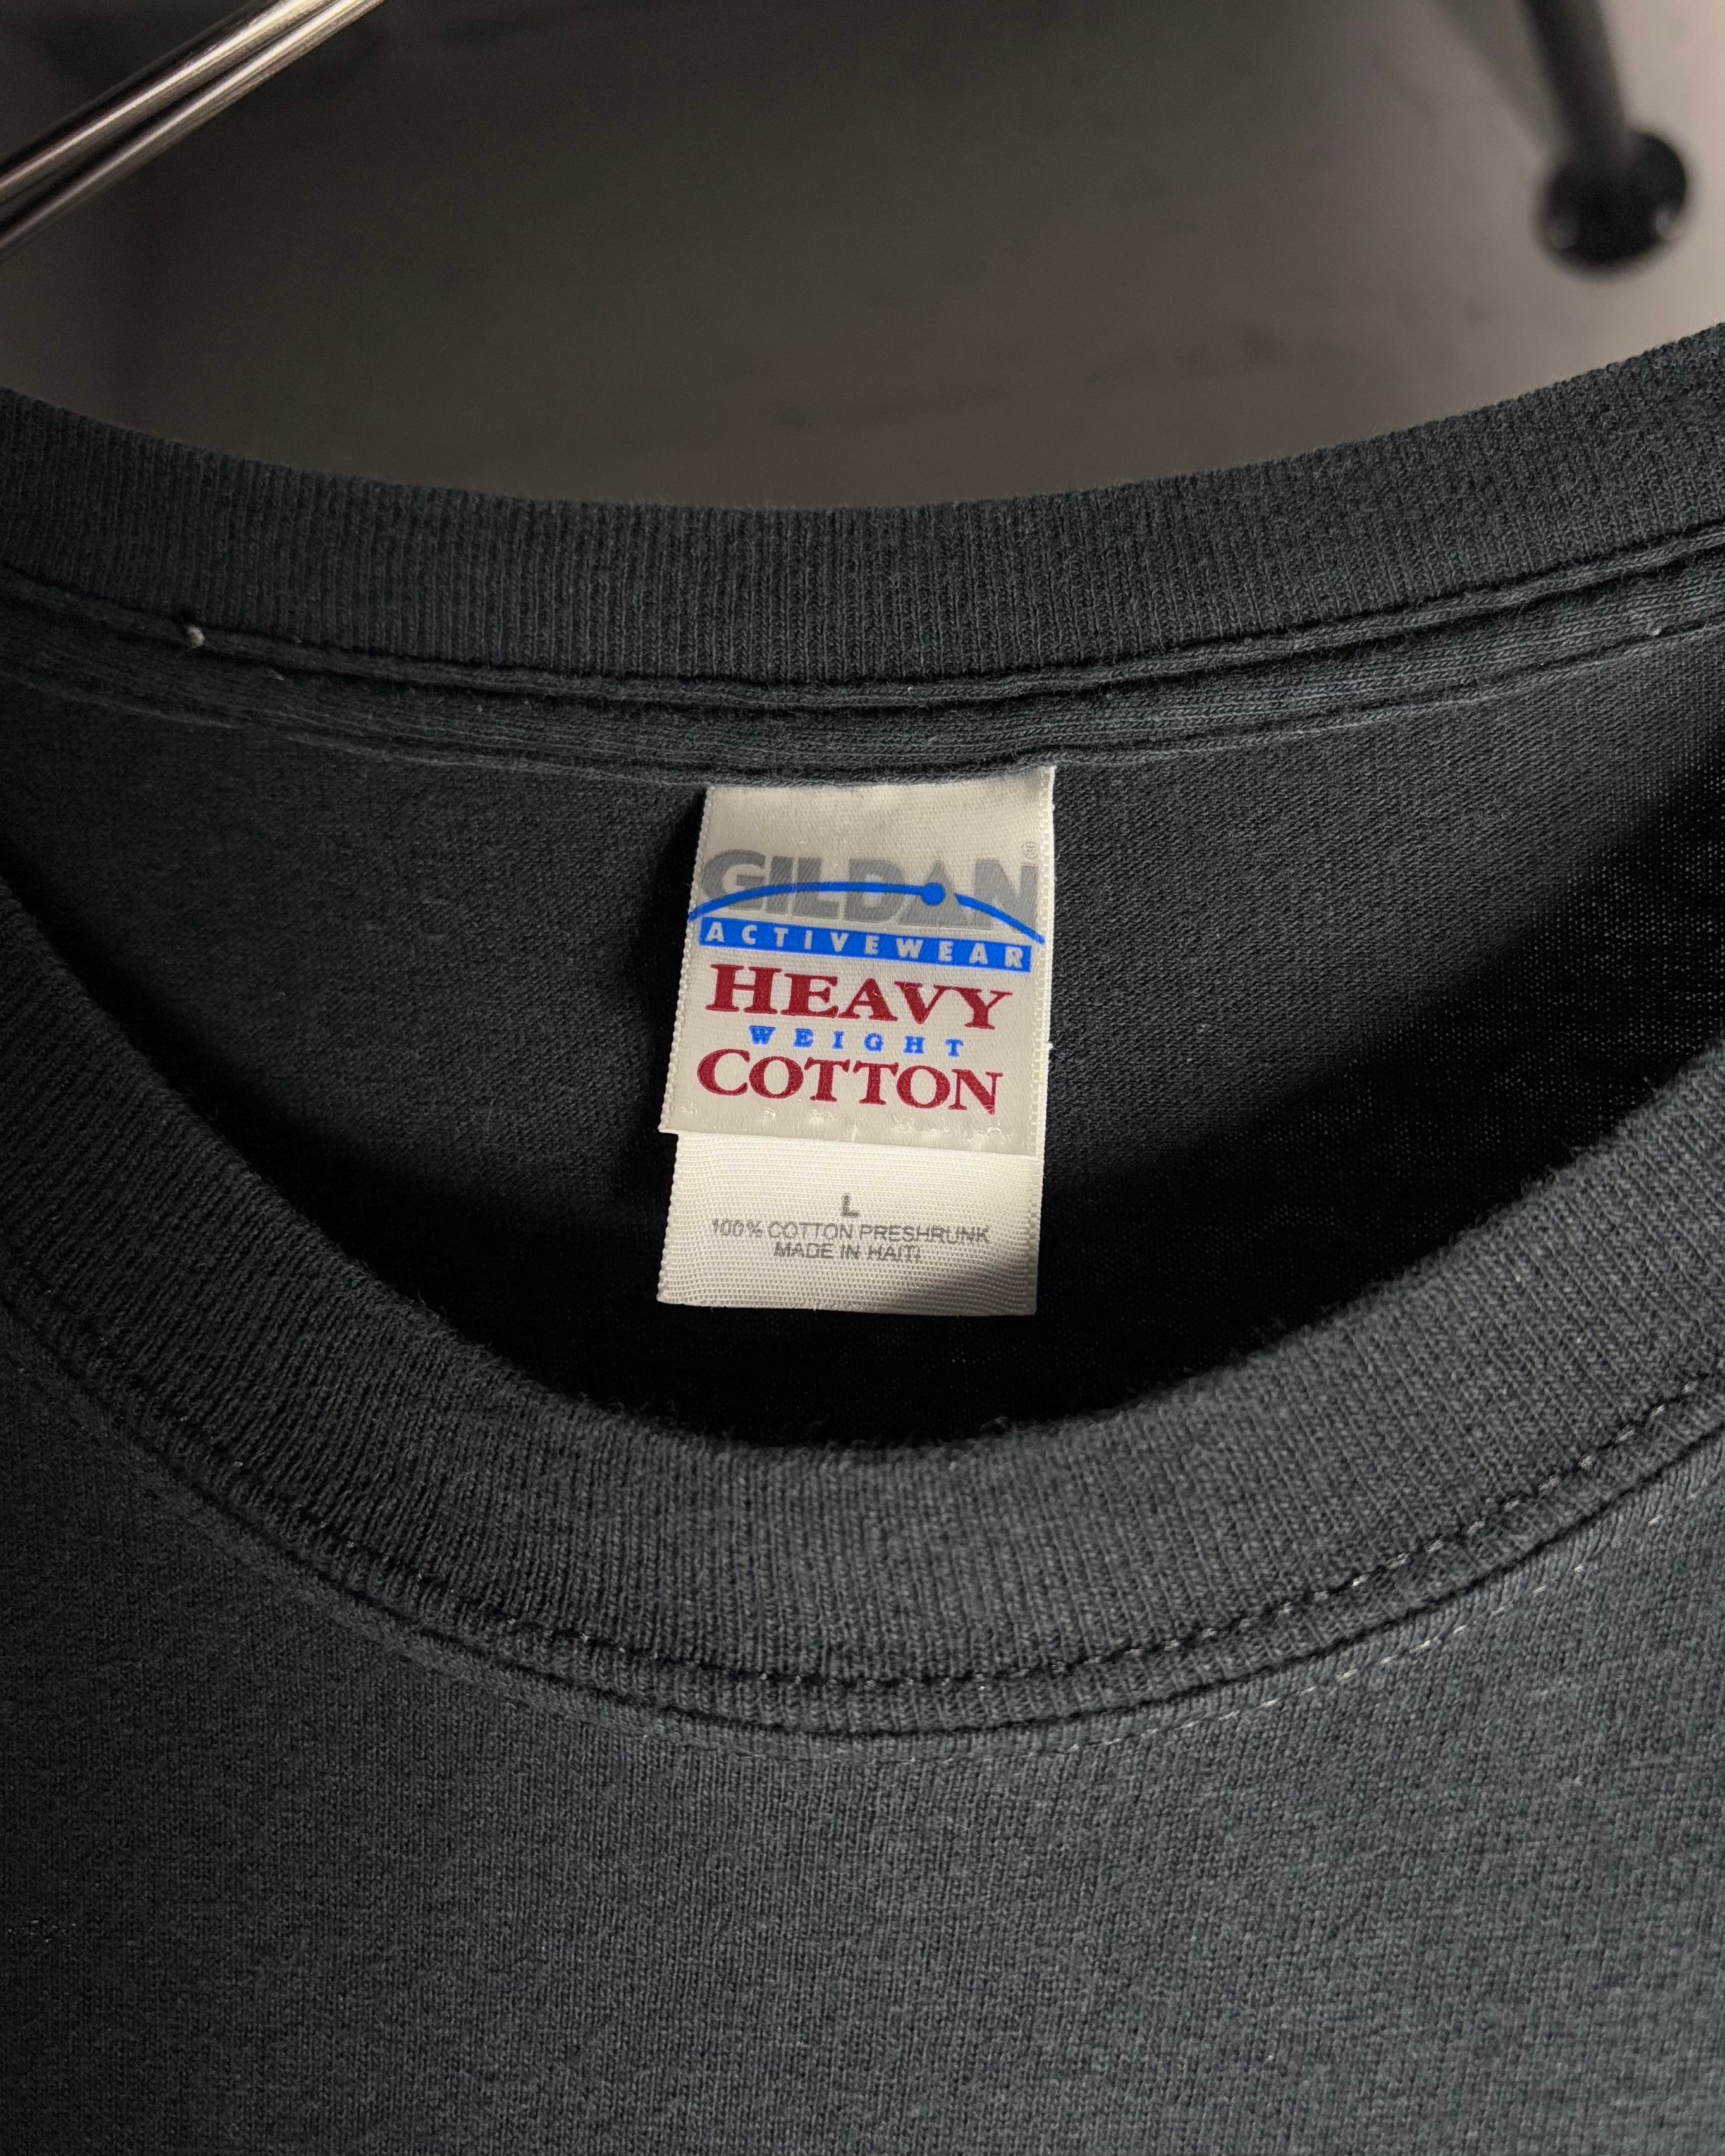 GILDAN®
ACTIVEWEAR
HEAVY
WEIGHT
COTTON
L
100% COTTON PRESHRUNK
MADE IN HAITI